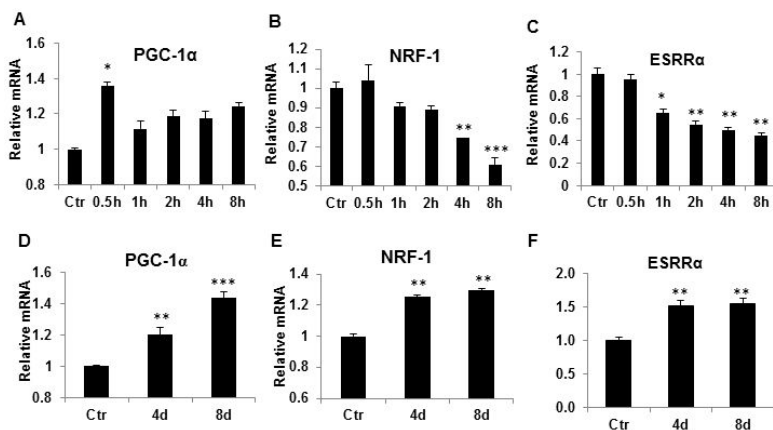 A
PGC-1α
Relative mRNA
1.6
1.4
1.2
1
0.8
*
Ctr 0.5h 1h 2h 4h 8h
B
NRF-1
Relative mRNA
1.2
1.1
1
0.9
0.8
0.7
0.6
0.5
**
***
Ctr 0.5h 1h 2h 4h 8h
C
ESRRα
Relative mRNA
1.2
1
0.8
0.6
0.4
0.2
0
*
**
**
**
Ctr 0.5h 1h 2h 4h 8h
D
PGC-1α
Relative mRNA
1.6
1.4
1.2
1
0.8
**
***
Ctr 4d 8d
E
NRF-1
Relative mRNA
1.4
1.2
1
0.8
0.6
**
**
Ctr 4d 8d
F
ESRRα
Relative mRNA
2.0
1.5
1.0
0.5
0.0
**
**
Ctr 4d 8d